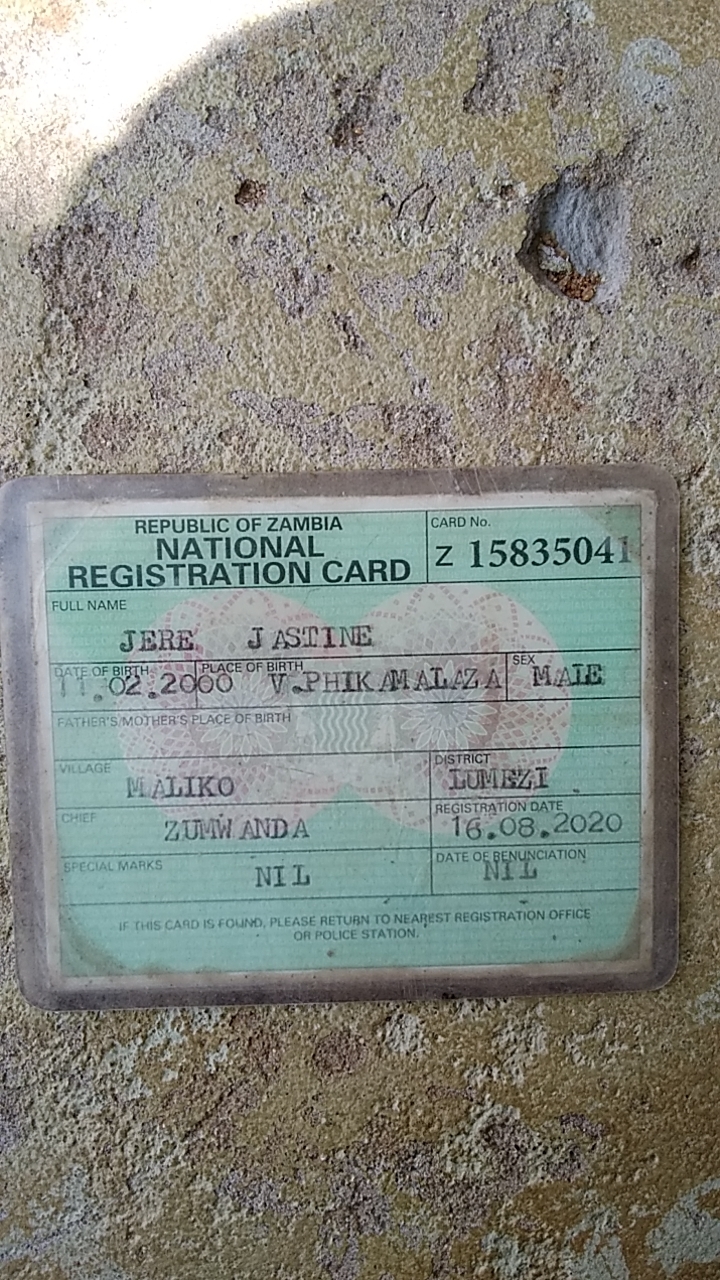 REPUBLIC OF ZAMBIA
NATIONAL
REGISTRATION CARD
CARD No.
Z 15835041
FULL NAME
JERE JASTINE
DATE OF BIRTH
11.02.2000
PLACE OF BIRTH
V.PHIKAMALAZA
SEX
MALE
FATHER'S/MOTHER'S PLACE OF BIRTH
VILLAGE
MALIKO
DISTRICT
LUMEZI
CHIEF
ZUMWANDA
REGISTRATION DATE
16.08.2020
SPECIAL MARKS
NIL
DATE OF RENUNCIATION
NIL
IF THIS CARD IS FOUND, PLEASE RETURN TO NEAREST REGISTRATION OFFICE
OR POLICE STATION.